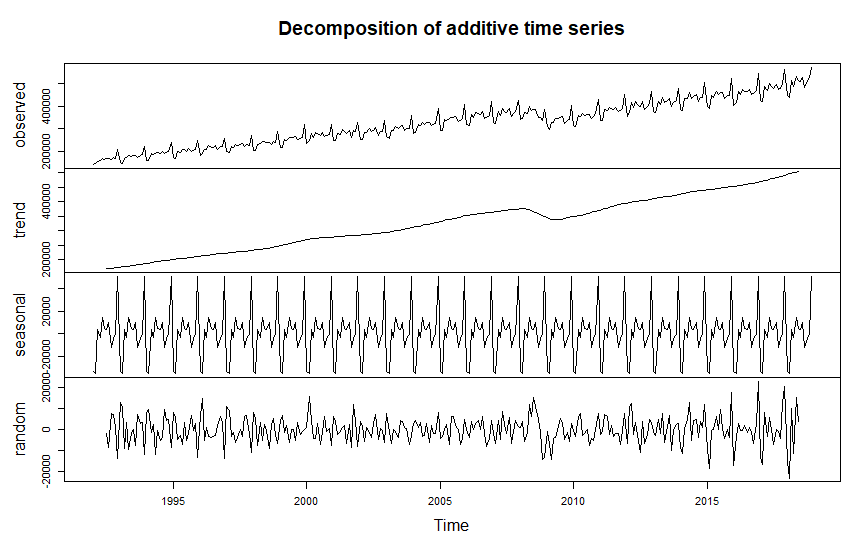 Decomposition of additive time series
observed
200000 400000
trend
200000 400000
seasonal
-20000 20000
random
-20000 0 20000
1995 2000 2005 2010 2015
Time